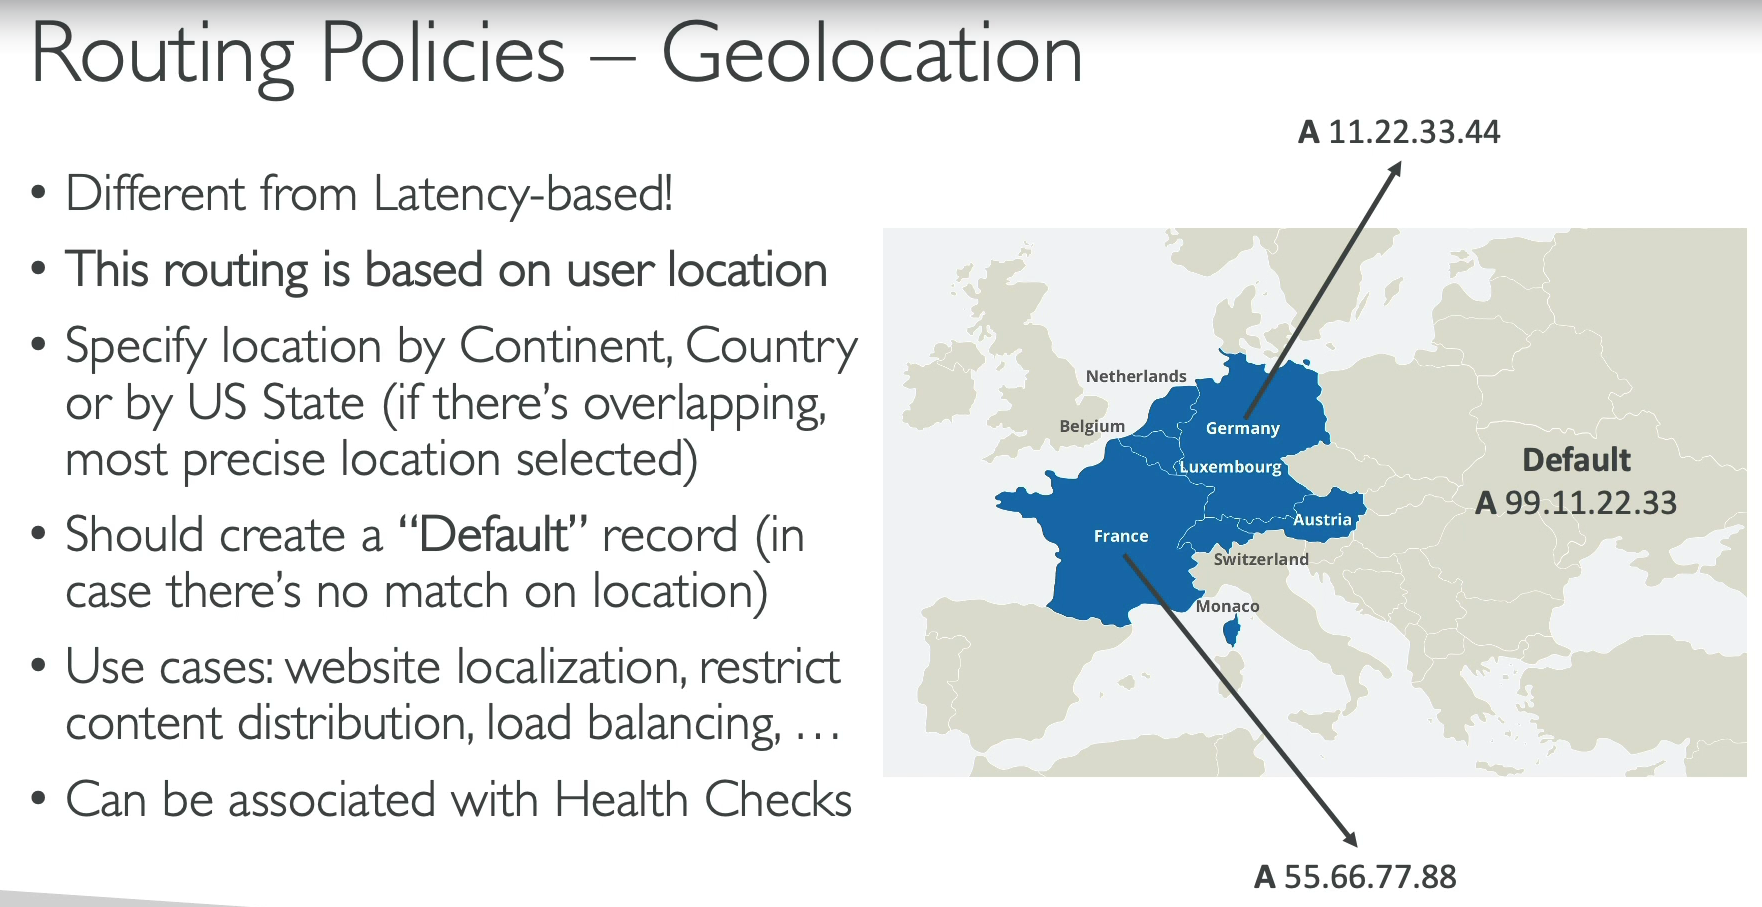 Routing Policies – Geolocation
• Different from Latency-based!
• This routing is based on user location
• Specify location by Continent, Country
or by US State (if there’s overlapping,
most precise location selected)
• Should create a “Default” record (in
case there’s no match on location)
• Use cases: website localization, restrict
content distribution, load balancing, …
• Can be associated with Health Checks
A 11.22.33.44
Netherlands
Belgium
Germany
Luxembourg
Default
A 99.11.22.33
Austria
France
Switzerland
Monaco
A 55.66.77.88